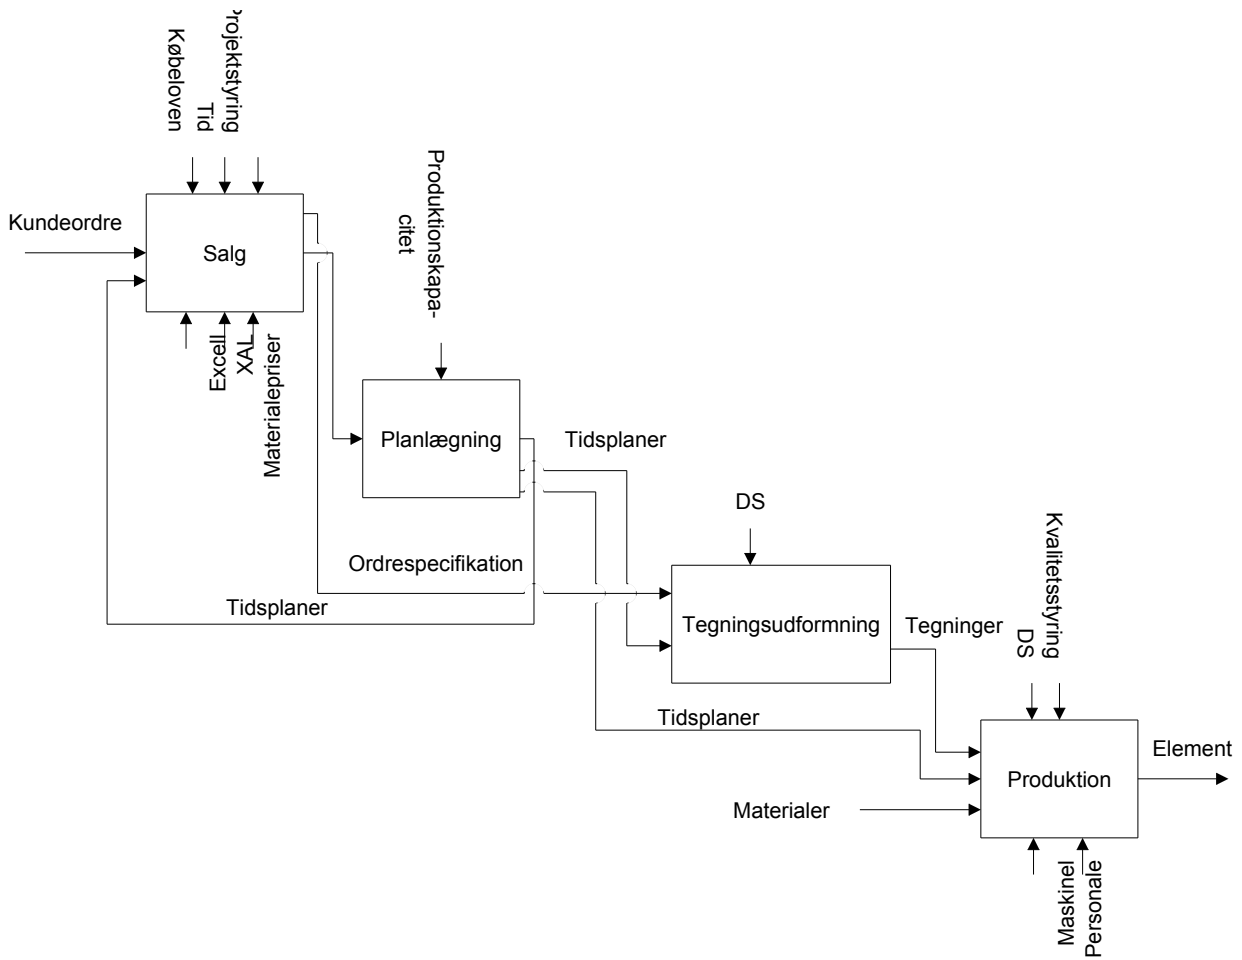 Købeloven
Tid
rojektstyring
Kundeordre
Salg
Excell
XAL
Materialepriser
Produktionskapa-
citet
Planlægning
Tidsplaner
Ordrespecifikation
Tidsplaner
DS
Tegningsudformning
Tegninger
Tidsplaner
Kvalitetsstyring
DS
Produktion
Element
Materialer
Maskinel
Personale